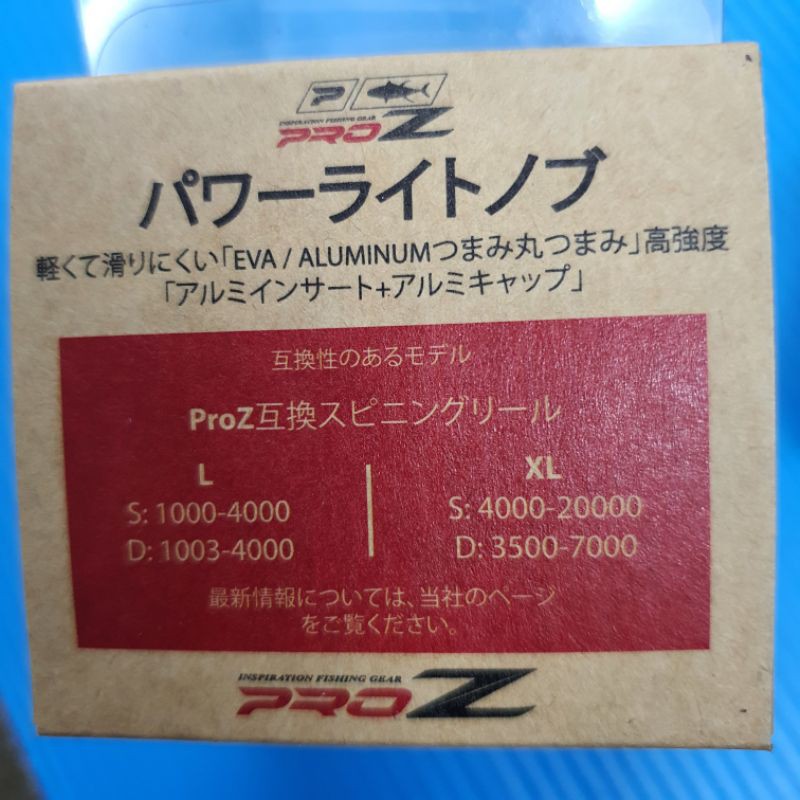 INSPIRATION FISHING GEAR
PROZ
パワーライトノブ
軽くて滑りにくい「EVA / ALUMINUMつまみ丸つまみ」高強度
「アルミインサート+アルミキャップ」
互換性のあるモデル
ProZ互換スピニングリール
L
S: 1000-4000
D: 1003-4000
XL
S: 4000-20000
D: 3500-7000
最新情報については、当社のページ
をご覧ください。
INSPIRATION FISHING GEAR
PROZ